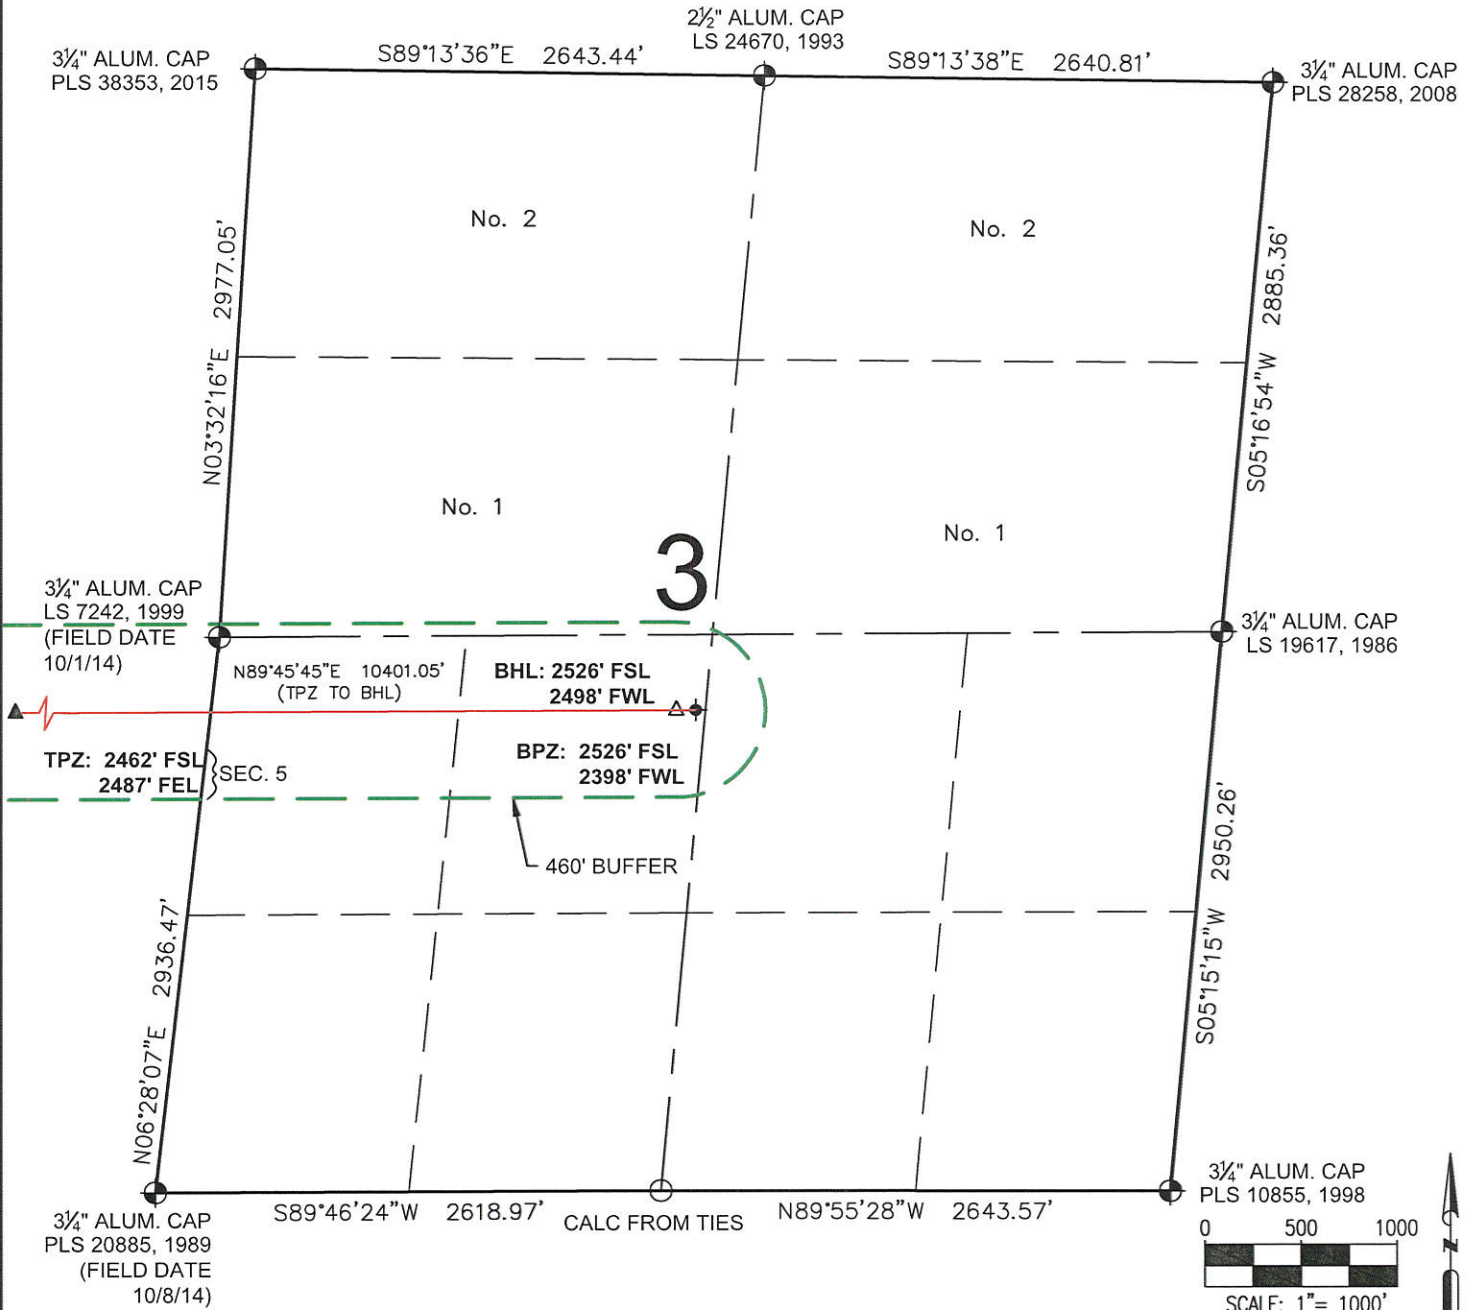 2½" ALUM. CAP
LS 24670, 1993
3¼" ALUM. CAP
PLS 38353, 2015
S89°13'36"E 2643.44'
S89°13'38"E 2640.81'
3¼" ALUM. CAP
PLS 28258, 2008
No. 2
No. 2
N03°32'16"E 2977.05'
S05°16'54"W 2885.36'
No. 1
No. 1
3
3¼" ALUM. CAP
LS 7242, 1999
(FIELD DATE
10/1/14)
3¼" ALUM. CAP
LS 19617, 1986
N89°45'45"E 10401.05'
(TPZ TO BHL)
BHL: 2526' FSL
2498' FWL
TPZ: 2462' FSL
2487' FEL
SEC. 5
BPZ: 2526' FSL
2398' FWL
460' BUFFER
N06°28'07"E 2936.47'
S05°15'15"W 2950.26'
3¼" ALUM. CAP
PLS 20885, 1989
(FIELD DATE
10/8/14)
S89°46'24"W 2618.97'
CALC FROM TIES
N89°55'28"W 2643.57'
3¼" ALUM. CAP
PLS 10855, 1998
0 500 1000
SCALE: 1"= 1000'
N